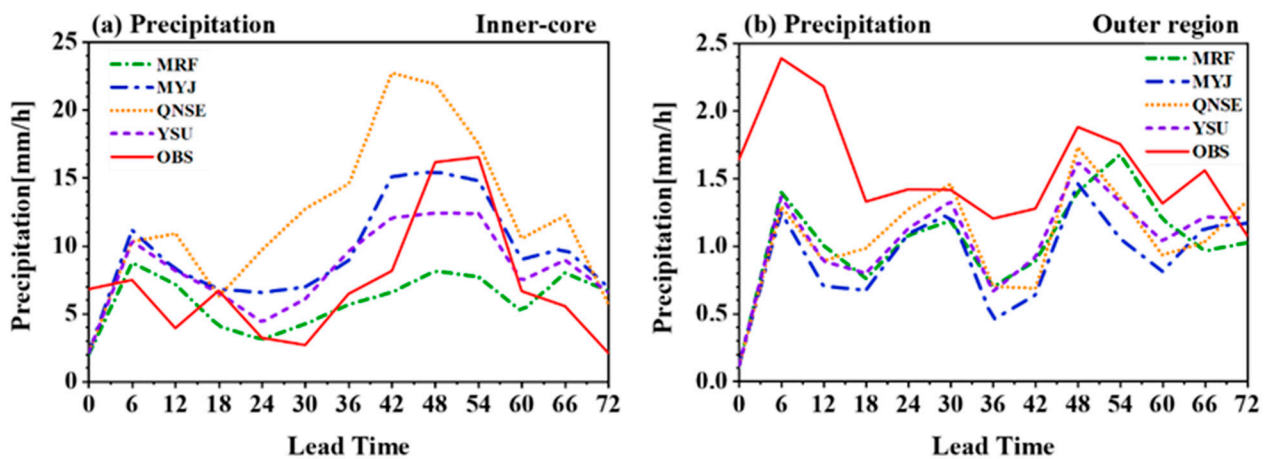 (a) Precipitation Inner-core
25
20
15
10
5
0
MRF
MYJ
QNSE
YSU
OBS
Precipitation[mm/h]
0 6 12 18 24 30 36 42 48 54 60 66 72
Lead Time
(b) Precipitation Outer region
2.5
2.0
1.5
1.0
0.5
0.0
MRF
MYJ
QNSE
YSU
OBS
Precipitation[mm/h]
0 6 12 18 24 30 36 42 48 54 60 66 72
Lead Time